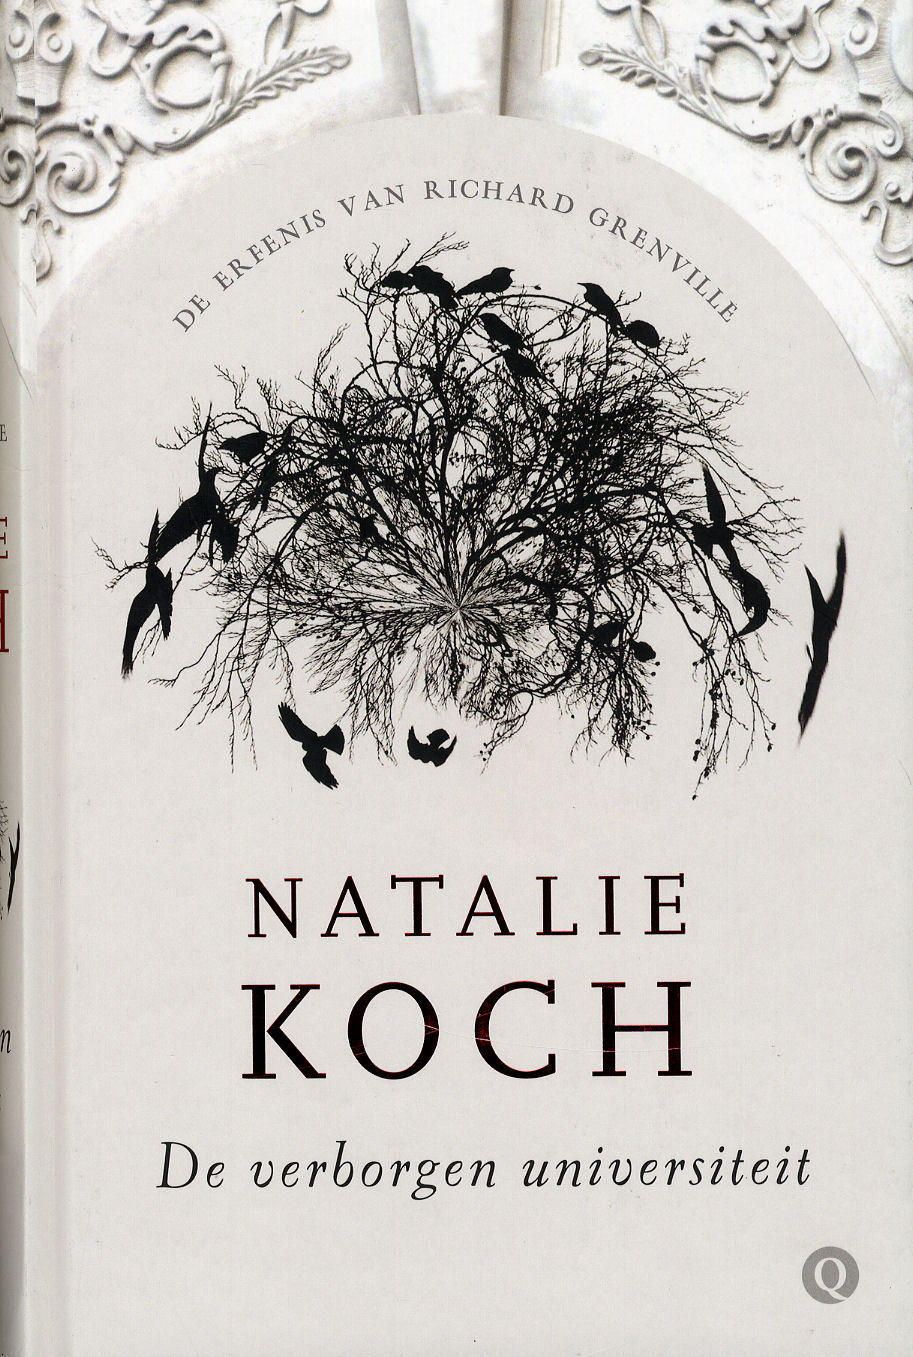 DE ERFENIS VAN RICHARD GRENVILLE
NATALIE
KOCH
De verborgen universiteit
Q